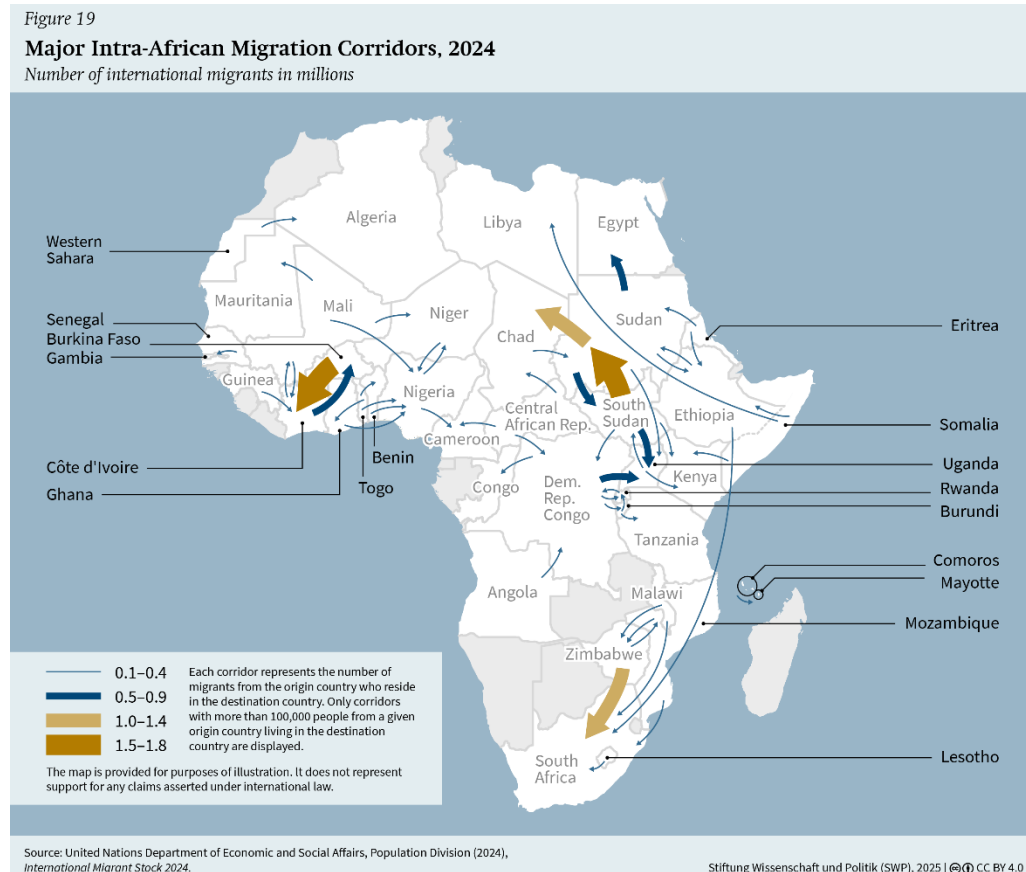 Figure 19
Major Intra-African Migration Corridors, 2024
Number of international migrants in millions
Algeria
Libya
Egypt
Western
Sahara
Mauritania
Mali
Niger
Chad
Sudan
Eritrea
Senegal
Burkina Faso
Gambia
Guinea
Nigeria
Central
African Rep.
South
Sudan
Ethiopia
Somalia
Cameroon
Côte d'Ivoire
Ghana
Togo
Benin
Congo
Dem.
Rep.
Congo
Kenya
Uganda
Rwanda
Burundi
Tanzania
Comoros
Mayotte
Angola
Malawi
Mozambique
Zimbabwe
South
Africa
Lesotho
0.1–0.4
0.5–0.9
1.0–1.4
1.5–1.8
Each corridor represents the number of
migrants from the origin country who reside
in the destination country. Only corridors
with more than 100,000 people from a given
origin country living in the destination
country are displayed.
The map is provided for purposes of illustration. It does not represent
support for any claims asserted under international law.
Source: United Nations Department of Economic and Social Affairs, Population Division (2024),
International Migrant Stock 2024.
Stiftung Wissenschaft und Politik (SWP), 2025 | CC BY 4.0